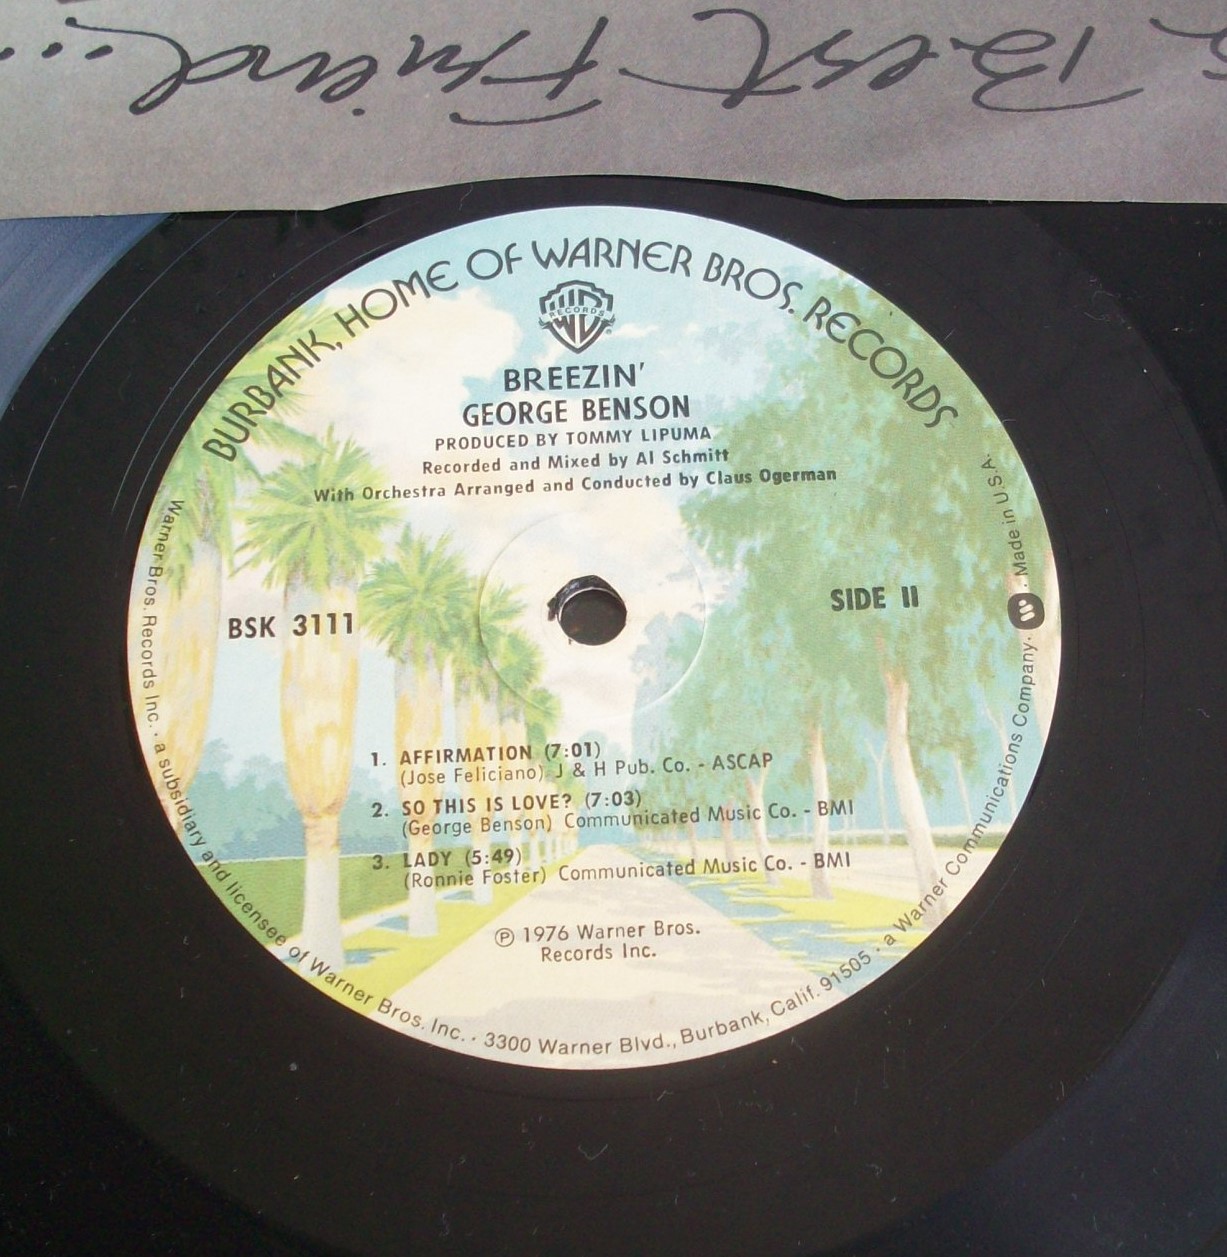 s Best Friend...
BURBANK, HOME OF WARNER BROS. RECORDS
RECORDS
BREEZIN'
GEORGE BENSON
PRODUCED BY TOMMY LIPUMA
Recorded and Mixed by Al Schmitt
With Orchestra Arranged and Conducted by Claus Ogerman
BSK 3111
SIDE II
1. AFFIRMATION (7:01)
(Jose Feliciano) J & H Pub. Co. - ASCAP
2. SO THIS IS LOVE? (7:03)
(George Benson) Communicated Music Co. - BMI
3. LADY (5:49)
(Ronnie Foster) Communicated Music Co. - BMI
℗ 1976 Warner Bros.
Records Inc.
Warner Bros. Records Inc. · a subsidiary and licensee of Warner Bros. Inc. · 3300 Warner Blvd., Burbank, Calif. 91505 · a Warner Communications Company · Made in U.S.A.